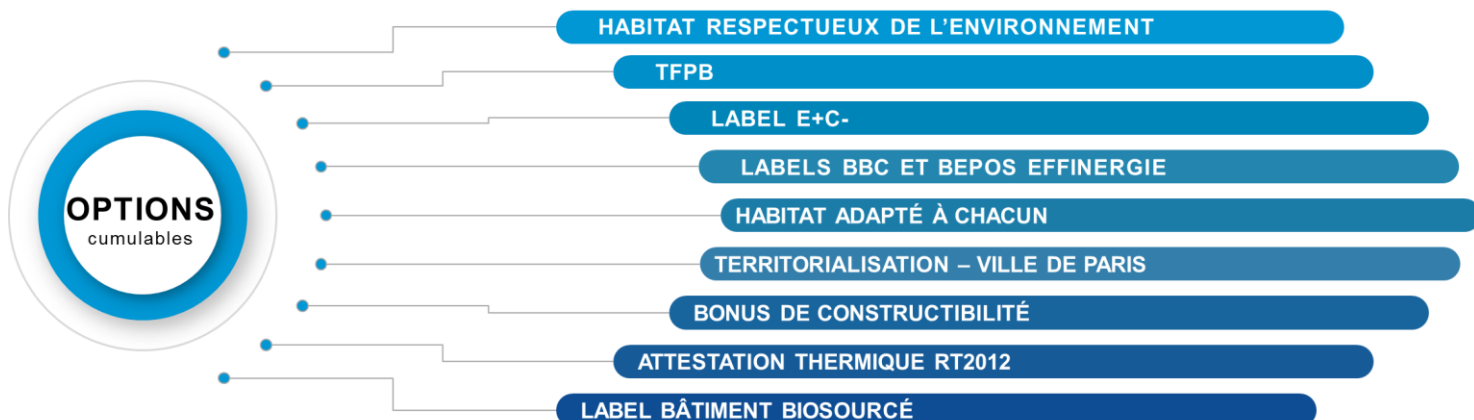 OPTIONS
cumulables
HABITAT RESPECTUEUX DE L'ENVIRONNEMENT
TFPB
LABEL E+C-
LABELS BBC ET BEPOS EFFINERGIE
HABITAT ADAPTÉ À CHACUN
TERRITORIALISATION – VILLE DE PARIS
BONUS DE CONSTRUCTIBILITÉ
ATTESTATION THERMIQUE RT2012
LABEL BÂTIMENT BIOSOURCÉ